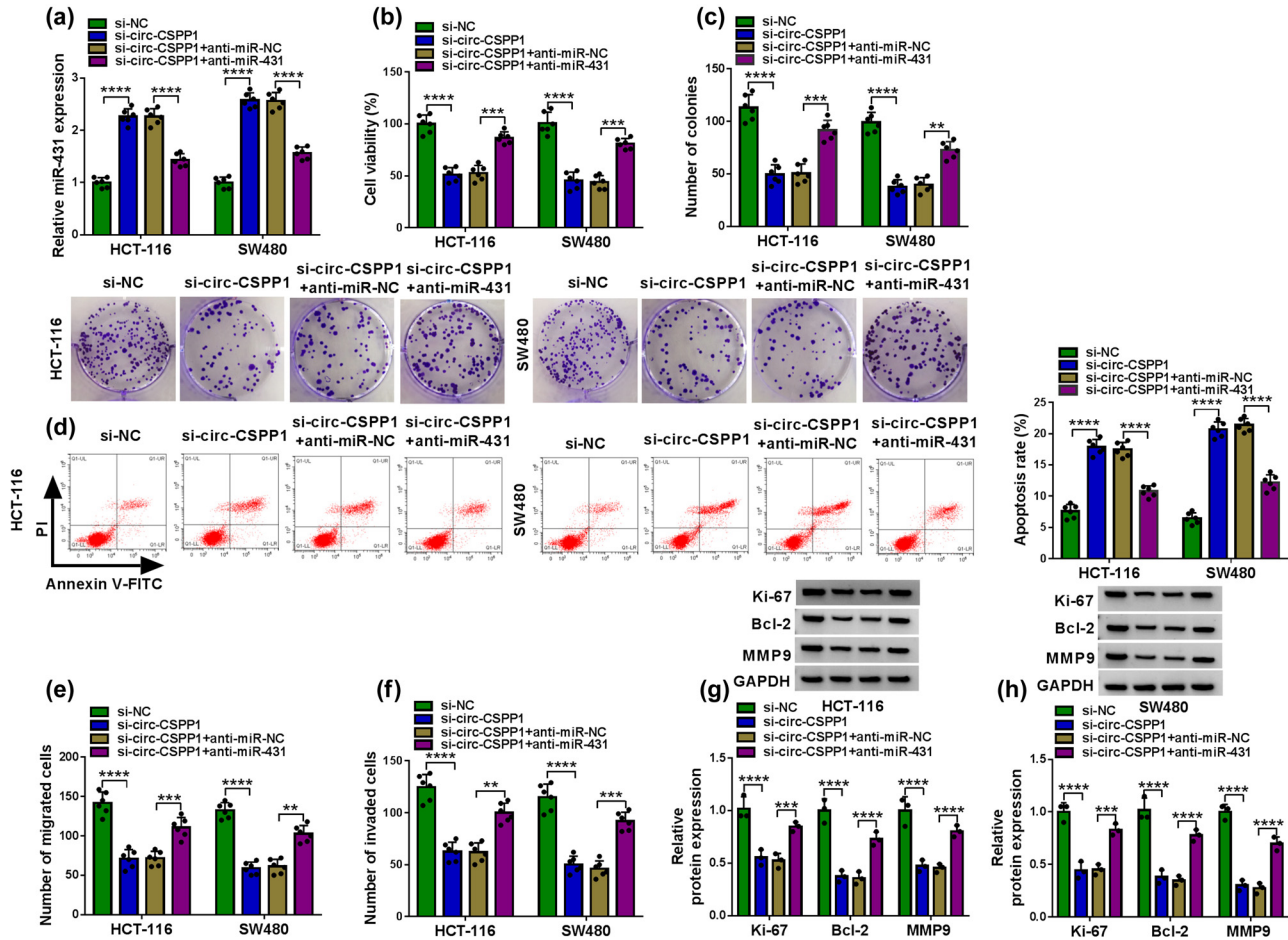 (a)
si-NC
si-circ-CSPP1
si-circ-CSPP1+anti-miR-NC
si-circ-CSPP1+anti-miR-431
Relative miR-431 expression
3
2
1
0
****
****
****
****
HCT-116
SW480
(b)
si-NC
si-circ-CSPP1
si-circ-CSPP1+anti-miR-NC
si-circ-CSPP1+anti-miR-431
Cell viability (%)
150
100
50
0
****
***
****
***
HCT-116
SW480
(c)
si-NC
si-circ-CSPP1
si-circ-CSPP1+anti-miR-NC
si-circ-CSPP1+anti-miR-431
Number of colonies
150
100
50
0
****
***
****
**
HCT-116
SW480
HCT-116
si-NC
si-circ-CSPP1
si-circ-CSPP1
+anti-miR-NC
si-circ-CSPP1
+anti-miR-431
SW480
si-NC
si-circ-CSPP1
si-circ-CSPP1
+anti-miR-NC
si-circ-CSPP1
+anti-miR-431
(d)
HCT-116
si-NC
si-circ-CSPP1
si-circ-CSPP1
+anti-miR-NC
si-circ-CSPP1
+anti-miR-431
PI
Annexin V-FITC
SW480
si-NC
si-circ-CSPP1
si-circ-CSPP1
+anti-miR-NC
si-circ-CSPP1
+anti-miR-431
si-NC
si-circ-CSPP1
si-circ-CSPP1+anti-miR-NC
si-circ-CSPP1+anti-miR-431
Apoptosis rate (%)
25
20
15
10
5
0
****
****
****
****
HCT-116
SW480
(e)
si-NC
si-circ-CSPP1
si-circ-CSPP1+anti-miR-NC
si-circ-CSPP1+anti-miR-431
Number of migrated cells
200
150
100
50
0
****
***
****
**
HCT-116
SW480
(f)
si-NC
si-circ-CSPP1
si-circ-CSPP1+anti-miR-NC
si-circ-CSPP1+anti-miR-431
Number of invaded cells
150
100
50
0
****
**
****
***
HCT-116
SW480
Ki-67
Bcl-2
MMP9
GAPDH
HCT-116
(g)
si-NC
si-circ-CSPP1
si-circ-CSPP1+anti-miR-NC
si-circ-CSPP1+anti-miR-431
Relative
protein expression
1.5
1.0
0.5
0.0
****
***
****
****
****
****
Ki-67
Bcl-2
MMP9
Ki-67
Bcl-2
MMP9
GAPDH
SW480
(h)
si-NC
si-circ-CSPP1
si-circ-CSPP1+anti-miR-NC
si-circ-CSPP1+anti-miR-431
Relative
protein expression
1.5
1.0
0.5
0.0
****
***
****
****
****
****
Ki-67
Bcl-2
MMP9